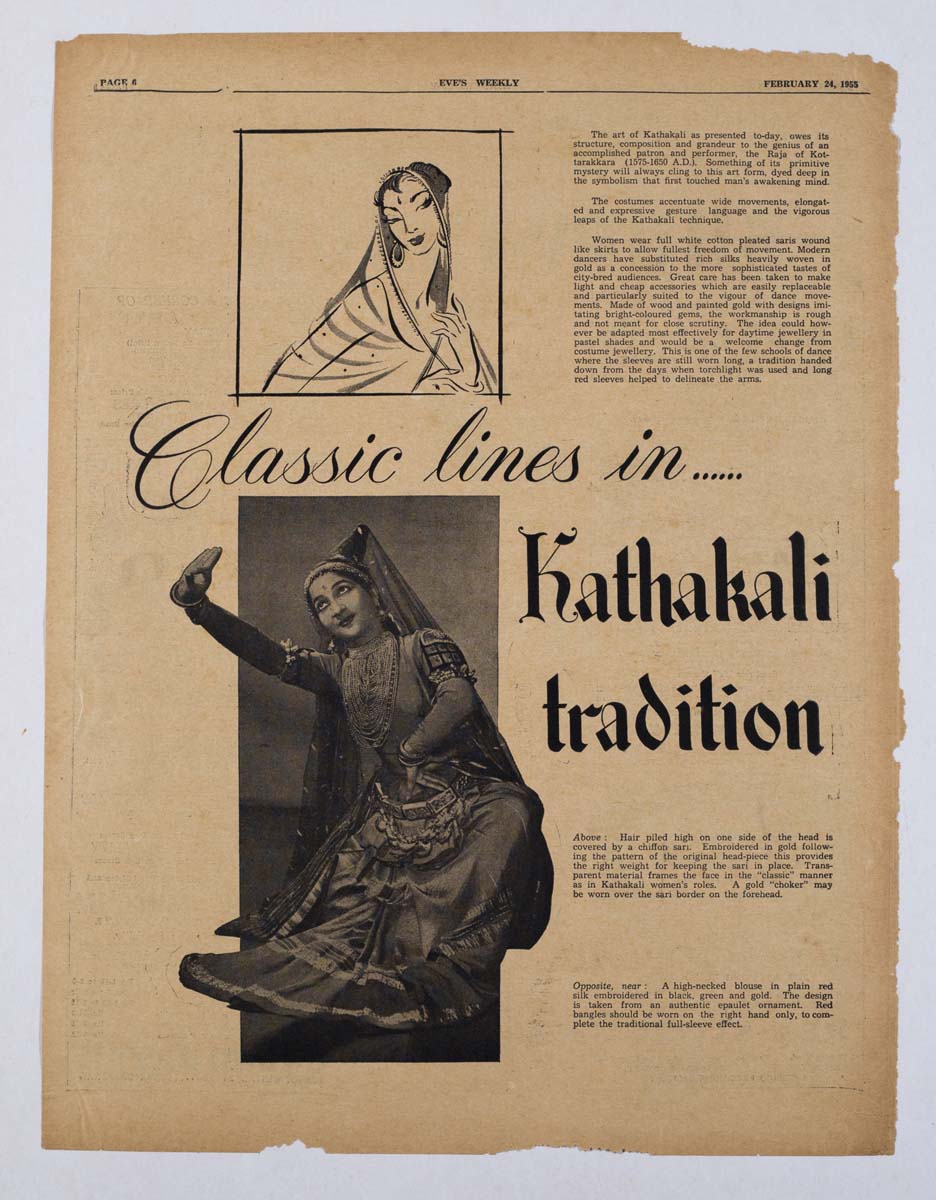 PAGE 6
EVE'S WEEKLY
FEBRUARY 24, 1955
The art of Kathakali as presented to-day, owes its
structure, composition and grandeur to the genius of an
accomplished patron and performer, the Raja of Kot-
tarakkara (1575-1650 A.D.). Something of its primitive
mystery will always cling to this art form, dyed deep in
the symbolism that first touched man's awakening mind.
The costumes accentuate wide movements, elongat-
ed and expressive gesture language and the vigorous
leaps of the Kathakali technique.
Women wear full white cotton pleated saris wound
like skirts to allow fullest freedom of movement. Modern
dancers have substituted rich silks heavily woven in
gold as a concession to the more sophisticated tastes of
city-bred audiences. Great care has been taken to make
light and cheap accessories which are easily replaceable
and particularly suited to the vigour of dance move-
ments. Made of wood and painted gold with designs imi-
tating bright-coloured gems, the workmanship is rough
and not meant for close scrutiny. The idea could how-
ever be adapted most effectively for daytime jewellery in
pastel shades and would be a welcome change from
costume jewellery. This is one of the few schools of dance
where the sleeves are still worn long, a tradition handed
down from the days when torchlight was used and long
red sleeves helped to delineate the arms.
Classic lines in......
Kathakali
tradition
Above : Hair piled high on one side of the head is
covered by a chiffon sari. Embroidered in gold follow-
ing the pattern of the original head-piece this provides
the right weight for keeping the sari in place. Trans-
parent material frames the face in the "classic" manner
as in Kathakali women's roles. A gold "choker" may
be worn over the sari border on the forehead.
Opposite, near : A high-necked blouse in plain red
silk embroidered in black, green and gold. The design
is taken from an authentic epaulet ornament. Red
bangles should be worn on the right hand only, to com-
plete the traditional full-sleeve effect.